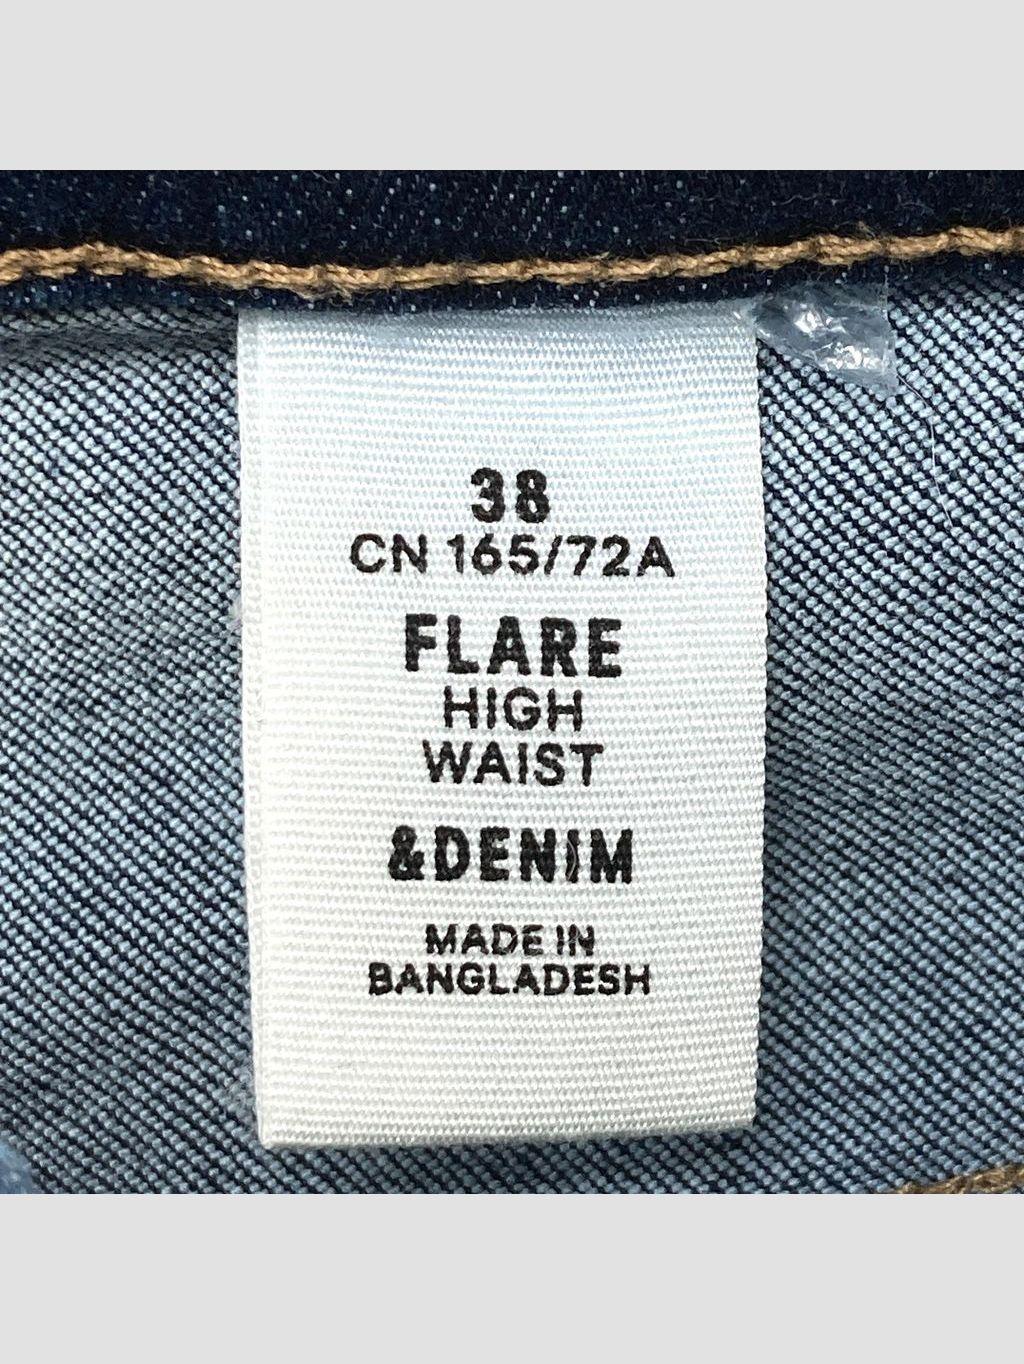 38
CN 165/72A
FLARE
HIGH
WAIST
&DENIM
MADE IN
BANGLADESH